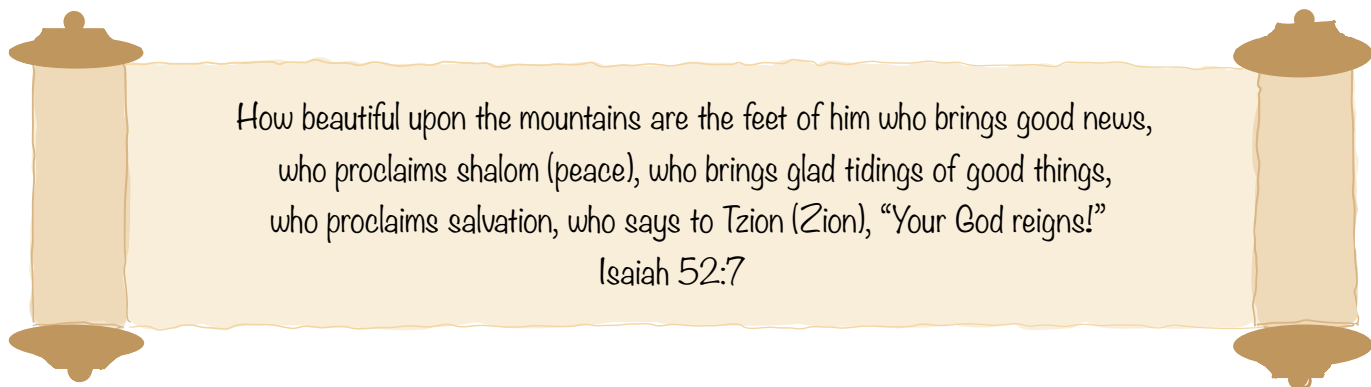 How beautiful upon the mountains are the feet of him who brings good news,
who proclaims shalom (peace), who brings glad tidings of good things,
who proclaims salvation, who says to Tzion (Zion), “Your God reigns!”
Isaiah 52:7